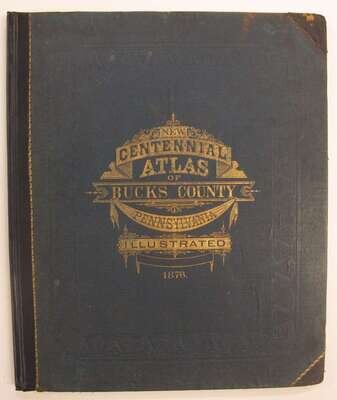 NEW
CENTENNIAL
ATLAS
OF
BUCKS COUNTY
PENNSYLVANIA
ILLUSTRATED
1876.